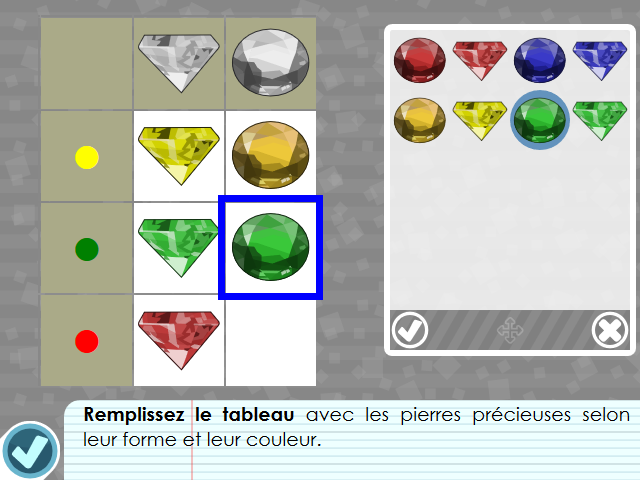 Remplissez le tableau avec les pierres précieuses selon
leur forme et leur couleur.